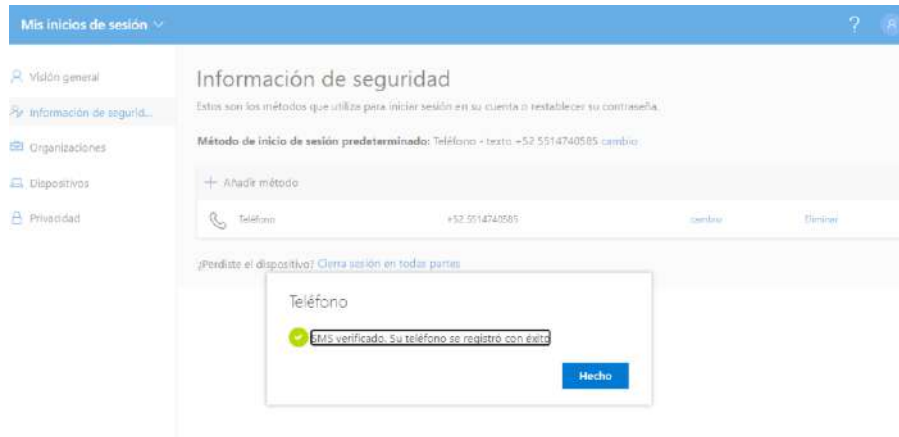 Mis inicios de sesión
?
Visión general
Información de segurid...
Organizaciones
Dispositivos
Privacidad
Información de seguridad
Estos son los métodos que utiliza para iniciar sesión en su cuenta o restablecer su contraseña.
Método de inicio de sesión predeterminado: Teléfono - texto +52 5514740585 cambio
+ Añadir método
Teléfono +52 5514740585 cambio Eliminar
¿Perdiste el dispositivo? Cierra sesión en todas partes
Teléfono
SMS verificado. Su teléfono se registró con éxito
Hecho